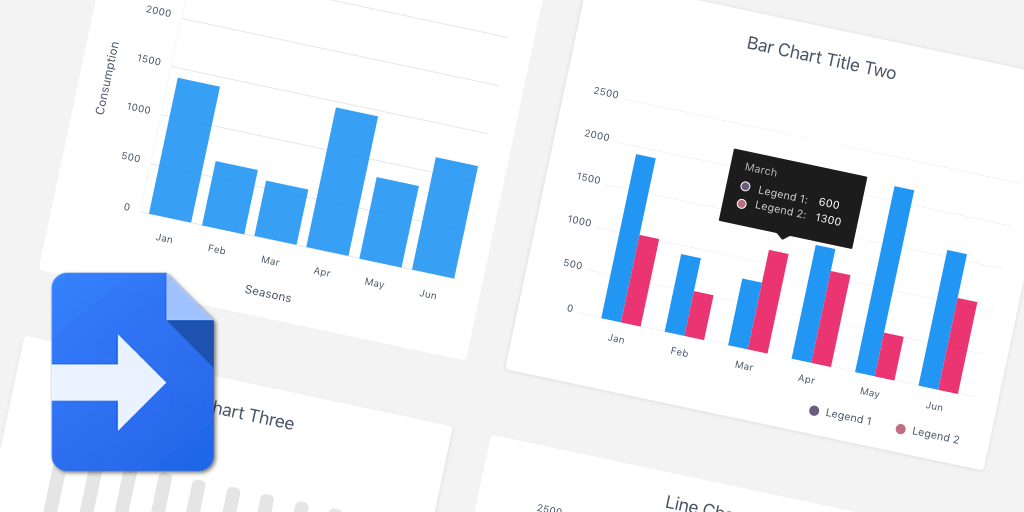 2000
1500
1000
500
0
Consumption
Jan
Feb
Mar
Apr
May
Jun
Seasons
Bar Chart Title Two
2500
2000
1500
1000
500
0
March
Legend 1: 600
Legend 2: 1300
Jan
Feb
Mar
Apr
May
Jun
Legend 1
Legend 2
Three
Line
2500